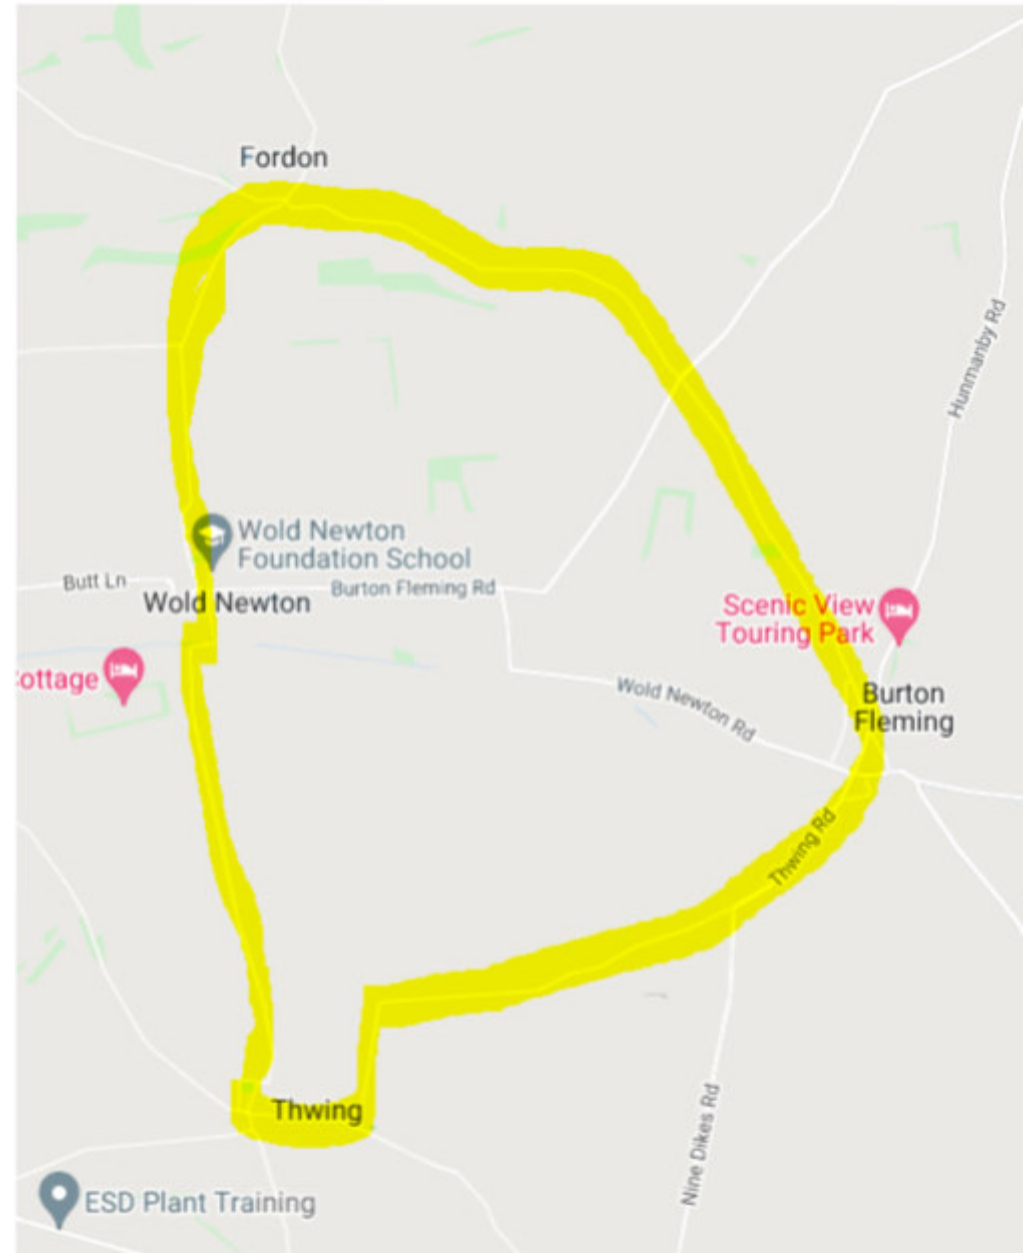 Fordon
Hunmanby Rd
Wold Newton
Foundation School
Butt Ln
Burton Fleming Rd
Wold Newton
Scenic View
Touring Park
ottage
Wold Newton Rd
Burton
Fleming
Thwing Rd
Thwing
Nine Dikes Rd
ESD Plant Training